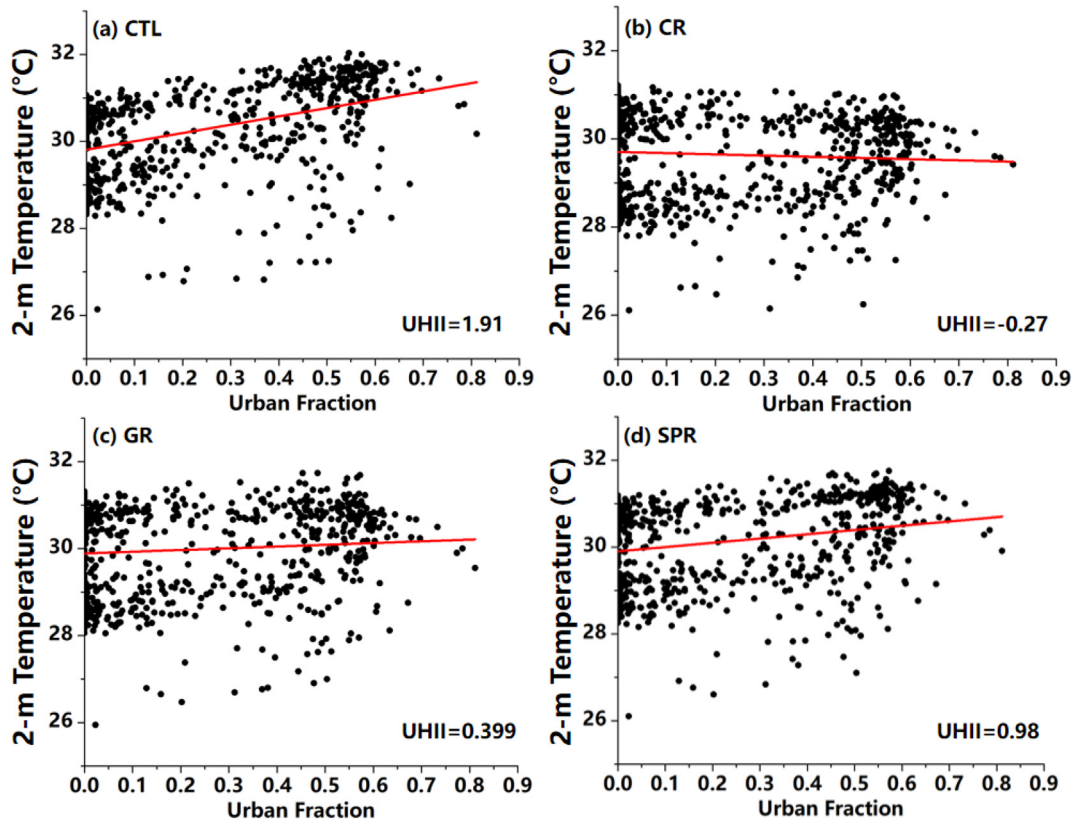 (a) CTL
2-m Temperature (°C)
32
30
28
26
UHII=1.91
0.0 0.1 0.2 0.3 0.4 0.5 0.6 0.7 0.8 0.9
Urban Fraction
(b) CR
2-m Temperature (°C)
32
30
28
26
UHII=-0.27
0.0 0.1 0.2 0.3 0.4 0.5 0.6 0.7 0.8 0.9
Urban Fraction
(c) GR
2-m Temperature (°C)
32
30
28
26
UHII=0.399
0.0 0.1 0.2 0.3 0.4 0.5 0.6 0.7 0.8 0.9
Urban Fraction
(d) SPR
2-m Temperature (°C)
32
30
28
26
UHII=0.98
0.0 0.1 0.2 0.3 0.4 0.5 0.6 0.7 0.8 0.9
Urban Fraction